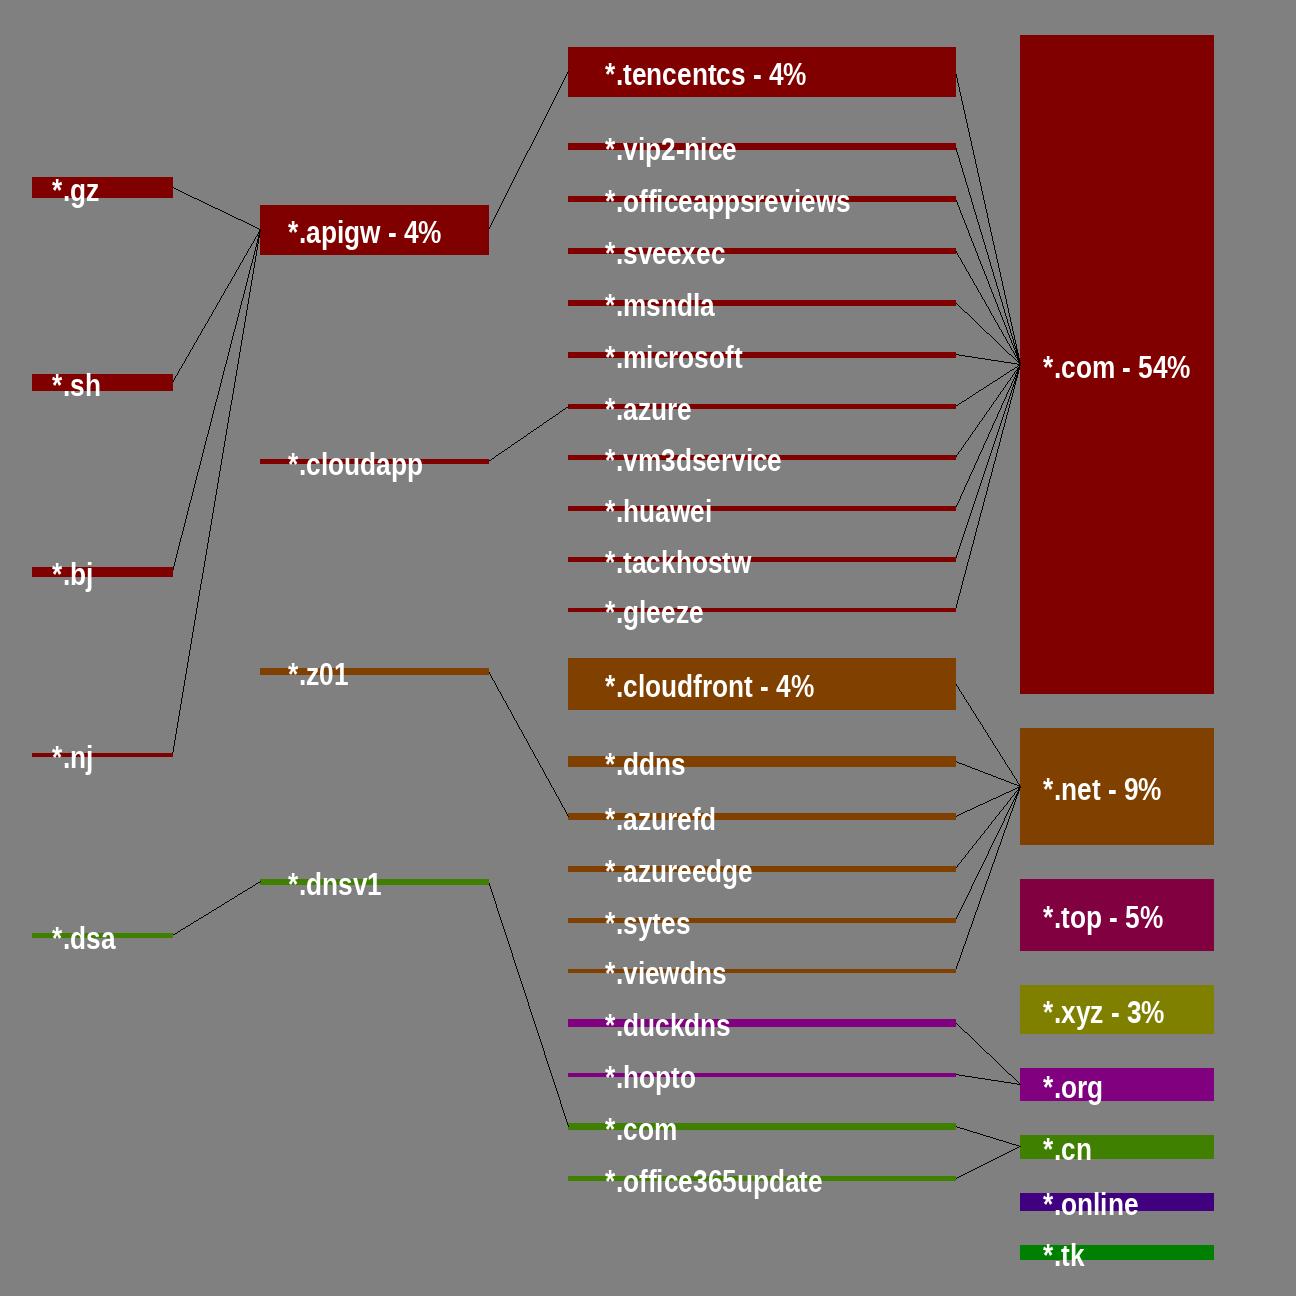 *.gz
*.sh
*.bj
*.nj
*.dsa
*.apigw - 4%
*.cloudapp
*.z01
*.dnsv1
*.tencentcs - 4%
*.vip2-nice
*.officeappsreviews
*.sveexec
*.msndla
*.microsoft
*.azure
*.vm3dservice
*.huawei
*.tackhostw
*.gleeze
*.cloudfront - 4%
*.ddns
*.azurefd
*.azureedge
*.sytes
*.viewdns
*.duckdns
*.hopto
*.com
*.office365update
*.com - 54%
*.net - 9%
*.top - 5%
*.xyz - 3%
*.org
*.cn
*.online
*.tk